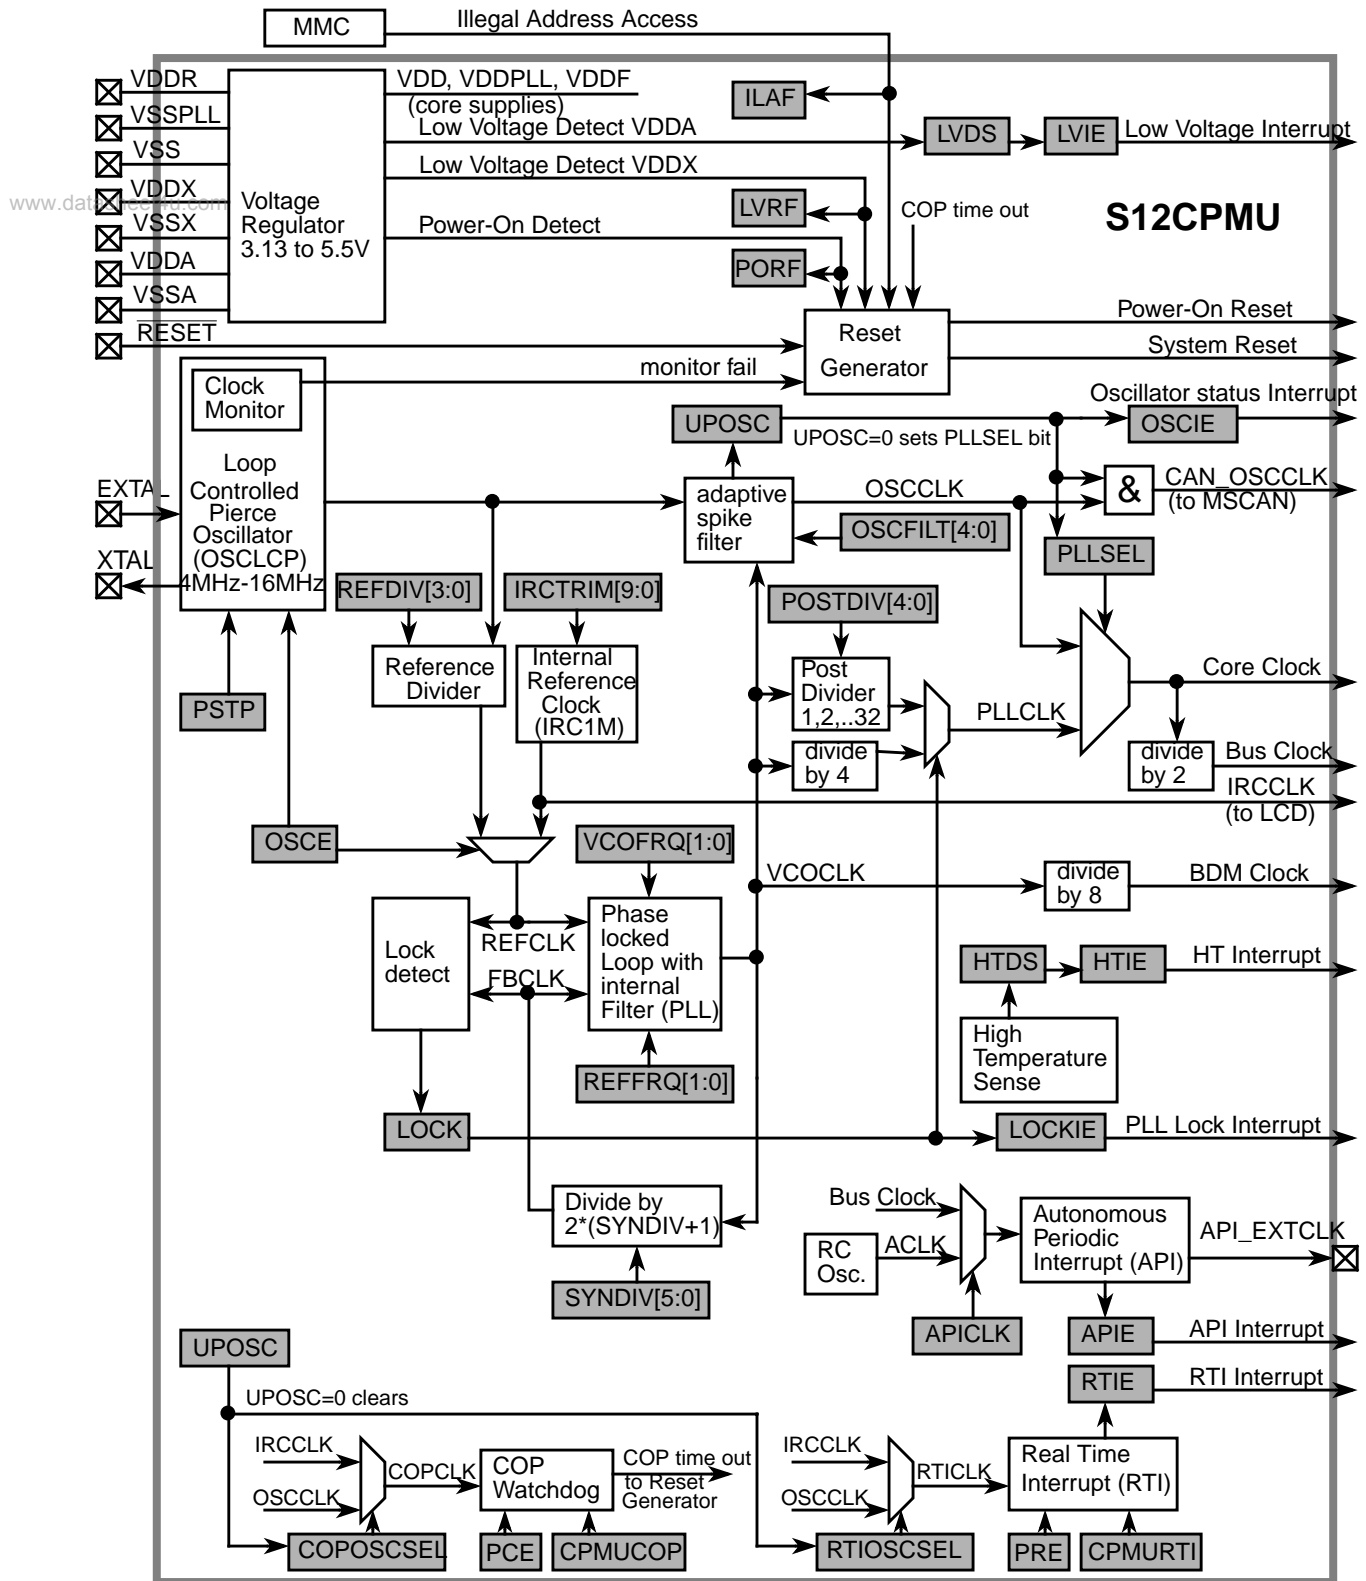 MMC
Illegal Address Access
VDDR
VSSPLL
VSS
VDDX
VSSX
VDDA
VSSA
RESET
www.datasheet4u.com
Voltage
Regulator
3.13 to 5.5V
VDD, VDDPLL, VDDF
(core supplies)
Low Voltage Detect VDDA
Low Voltage Detect VDDX
Power-On Detect
ILAF
LVRF
PORF
LVDS
LVIE
Low Voltage Interrupt
COP time out
S12CPMU
Reset
Generator
Power-On Reset
System Reset
monitor fail
Clock
Monitor
Loop
Controlled
Pierce
Oscillator
(OSCLCP)
4MHz-16MHz
EXTAL
XTAL
UPOSC
UPOSC=0 sets PLLSEL bit
Oscillator status Interrupt
OSCIE
adaptive
spike
filter
OSCCLK
OSCFILT[4:0]
&
CAN_OSCCLK
(to MSCAN)
PLLSEL
REFDIV[3:0]
IRCTRIM[9:0]
POSTDIV[4:0]
Reference
Divider
Internal
Reference
Clock
(IRC1M)
Post
Divider
1,2,..32
PLLCLK
Core Clock
PSTP
divide
by 4
divide
by 2
Bus Clock
IRCCLK
(to LCD)
OSCE
VCOFRQ[1:0]
VCOCLK
divide
by 8
BDM Clock
Lock
detect
REFCLK
FBCLK
Phase
locked
Loop with
internal
Filter (PLL)
REFFRQ[1:0]
HTDS
HTIE
HT Interrupt
High
Temperature
Sense
LOCK
LOCKIE
PLL Lock Interrupt
Divide by
2*(SYNDIV+1)
SYNDIV[5:0]
Bus Clock
RC
Osc.
ACLK
APICLK
Autonomous
Periodic
Interrupt (API)
API_EXTCLK
APIE
API Interrupt
RTIE
RTI Interrupt
UPOSC
UPOSC=0 clears
IRCCLK
OSCCLK
COPCLK
COP
Watchdog
COP time out
to Reset
Generator
COPOSCSEL
PCE
CPMUCOP
IRCCLK
OSCCLK
RTICLK
Real Time
Interrupt (RTI)
RTIOSCSEL
PRE
CPMURTI